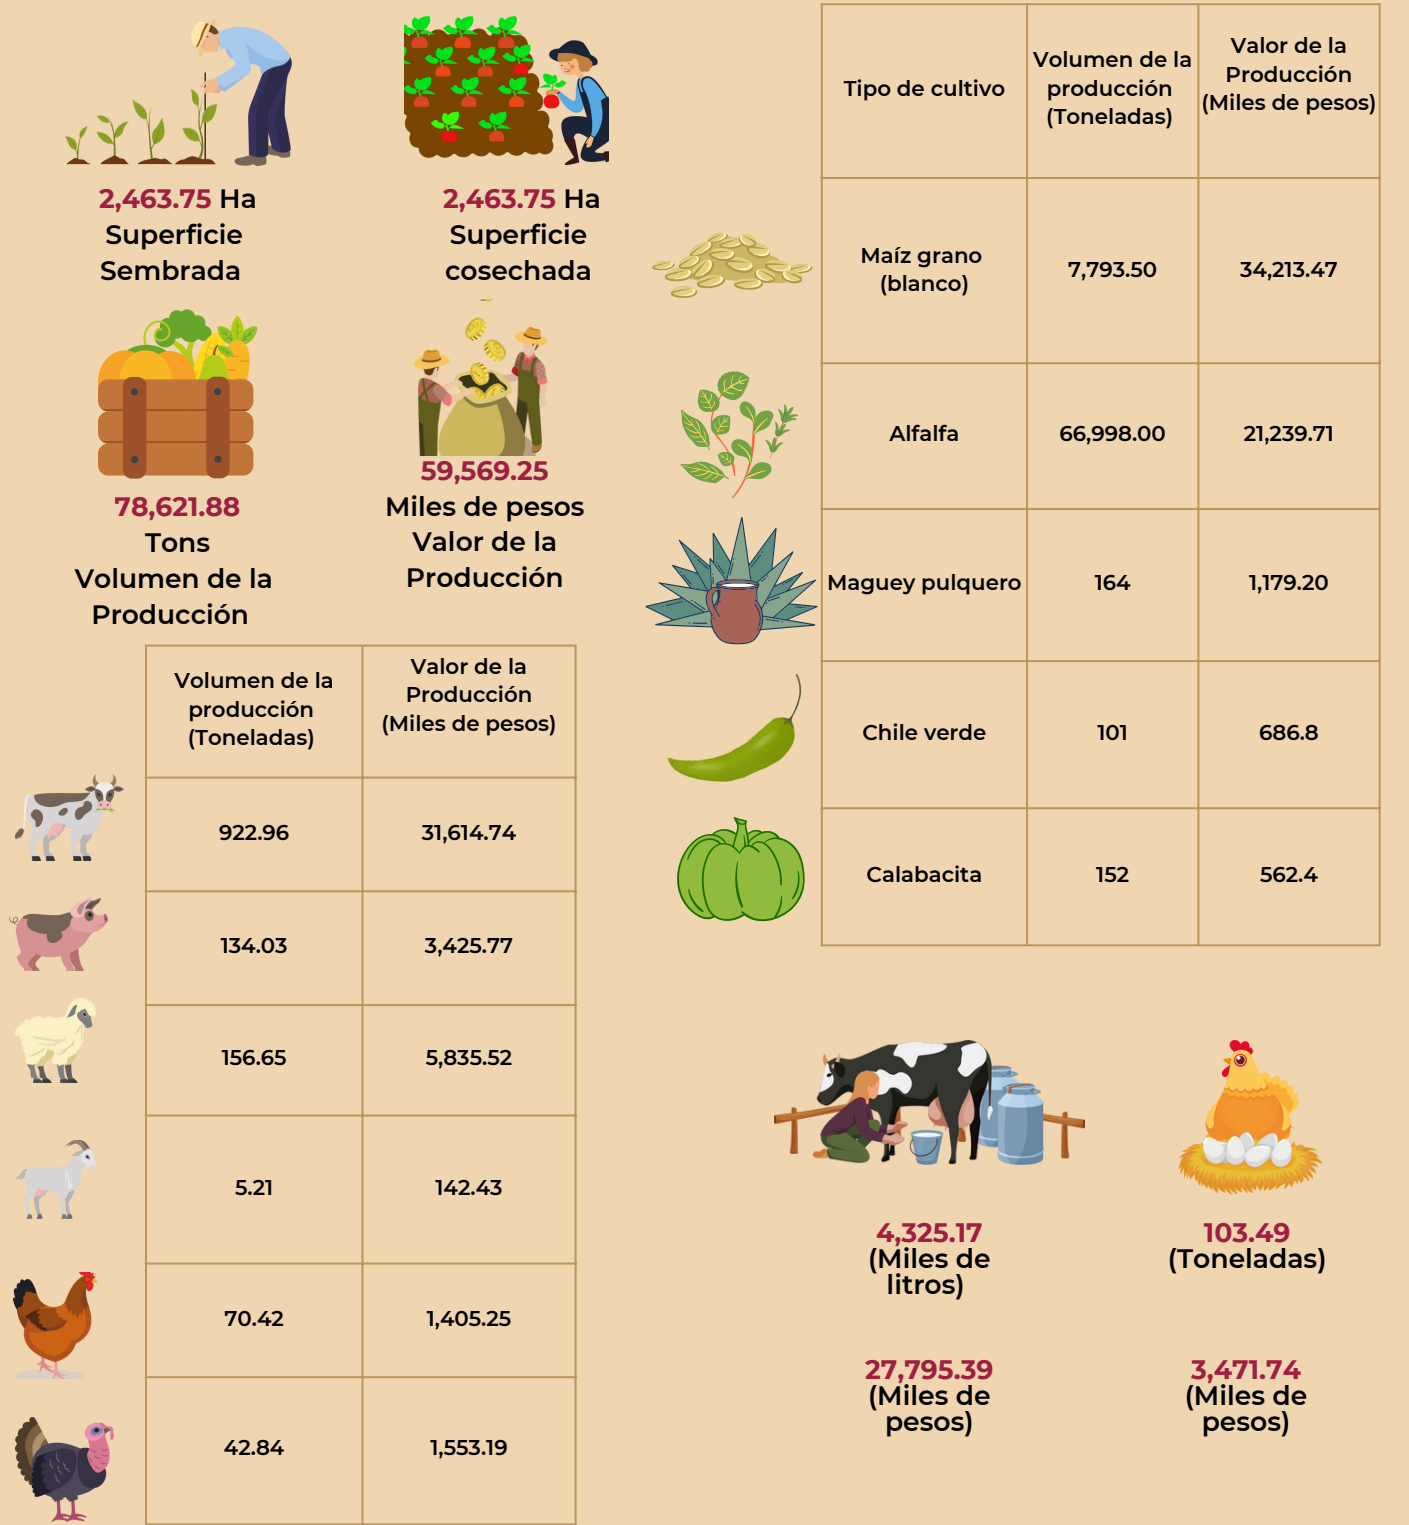 2,463.75 Ha
Superficie
Sembrada
2,463.75 Ha
Superficie
cosechada
78,621.88
Tons
Volumen de la
Producción
59,569.25
Miles de pesos
Valor de la
Producción
Tipo de cultivo
Volumen de la
producción
(Toneladas)
Valor de la
Producción
(Miles de pesos)
Maíz grano
(blanco)
7,793.50
34,213.47
Alfalfa
66,998.00
21,239.71
Maguey pulquero
164
1,179.20
Chile verde
101
686.8
Calabacita
152
562.4
Volumen de la
producción
(Toneladas)
Valor de la
Producción
(Miles de pesos)
922.96
31,614.74
134.03
3,425.77
156.65
5,835.52
5.21
142.43
70.42
1,405.25
42.84
1,553.19
4,325.17
(Miles de
litros)
27,795.39
(Miles de
pesos)
103.49
(Toneladas)
3,471.74
(Miles de
pesos)